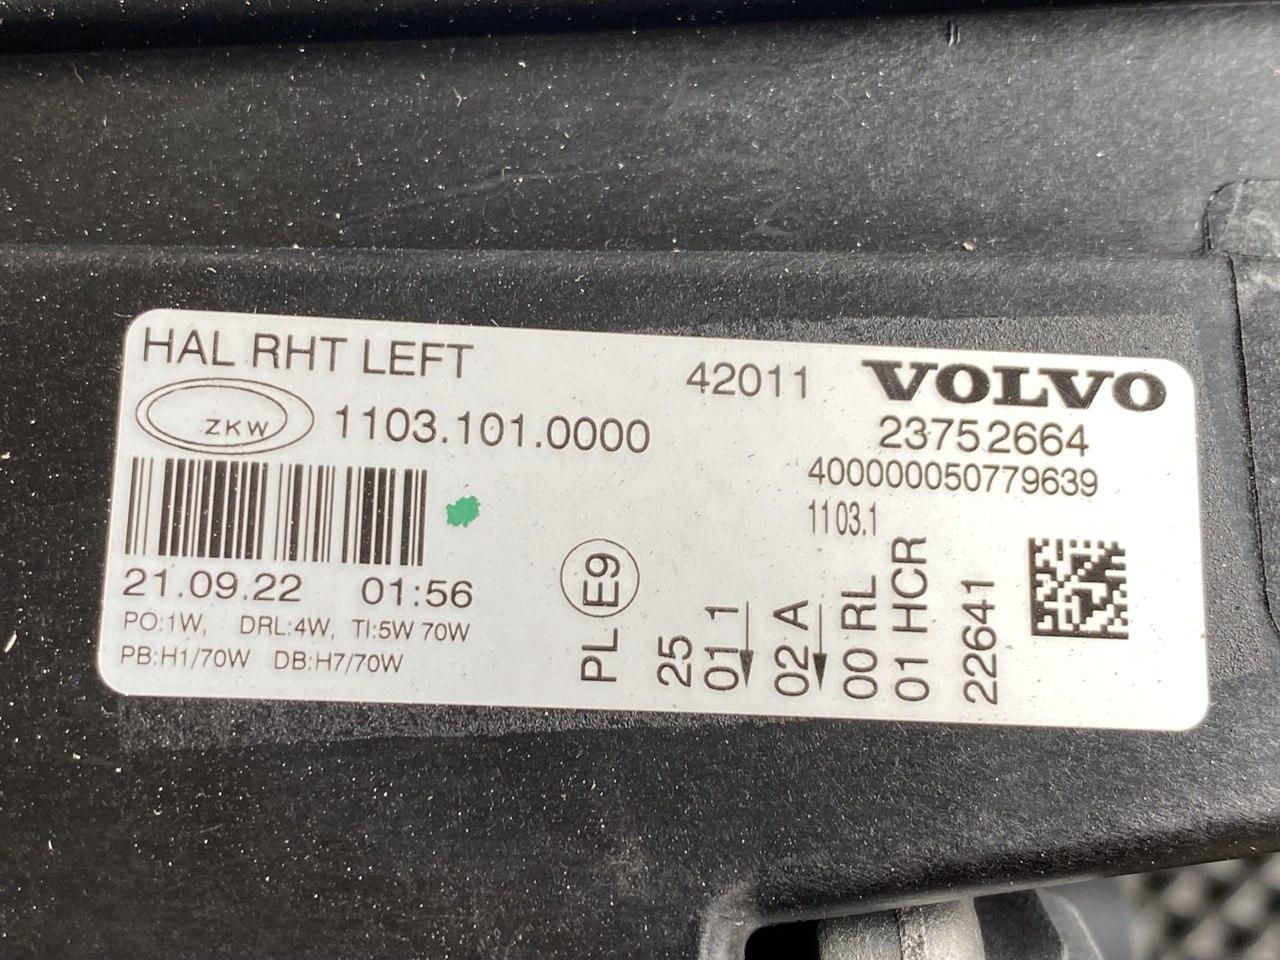 HAL RHT LEFT
42011
VOLVO
ZKW
1103.101.0000
23752664
400000050779639
1103.1
21.09.22 01:56
PO:1W, DRL:4W, TI:5W 70W
PB:H1/70W DB:H7/70W
PL E9
25
01 1
02 A
00 RL
01 HCR
22641